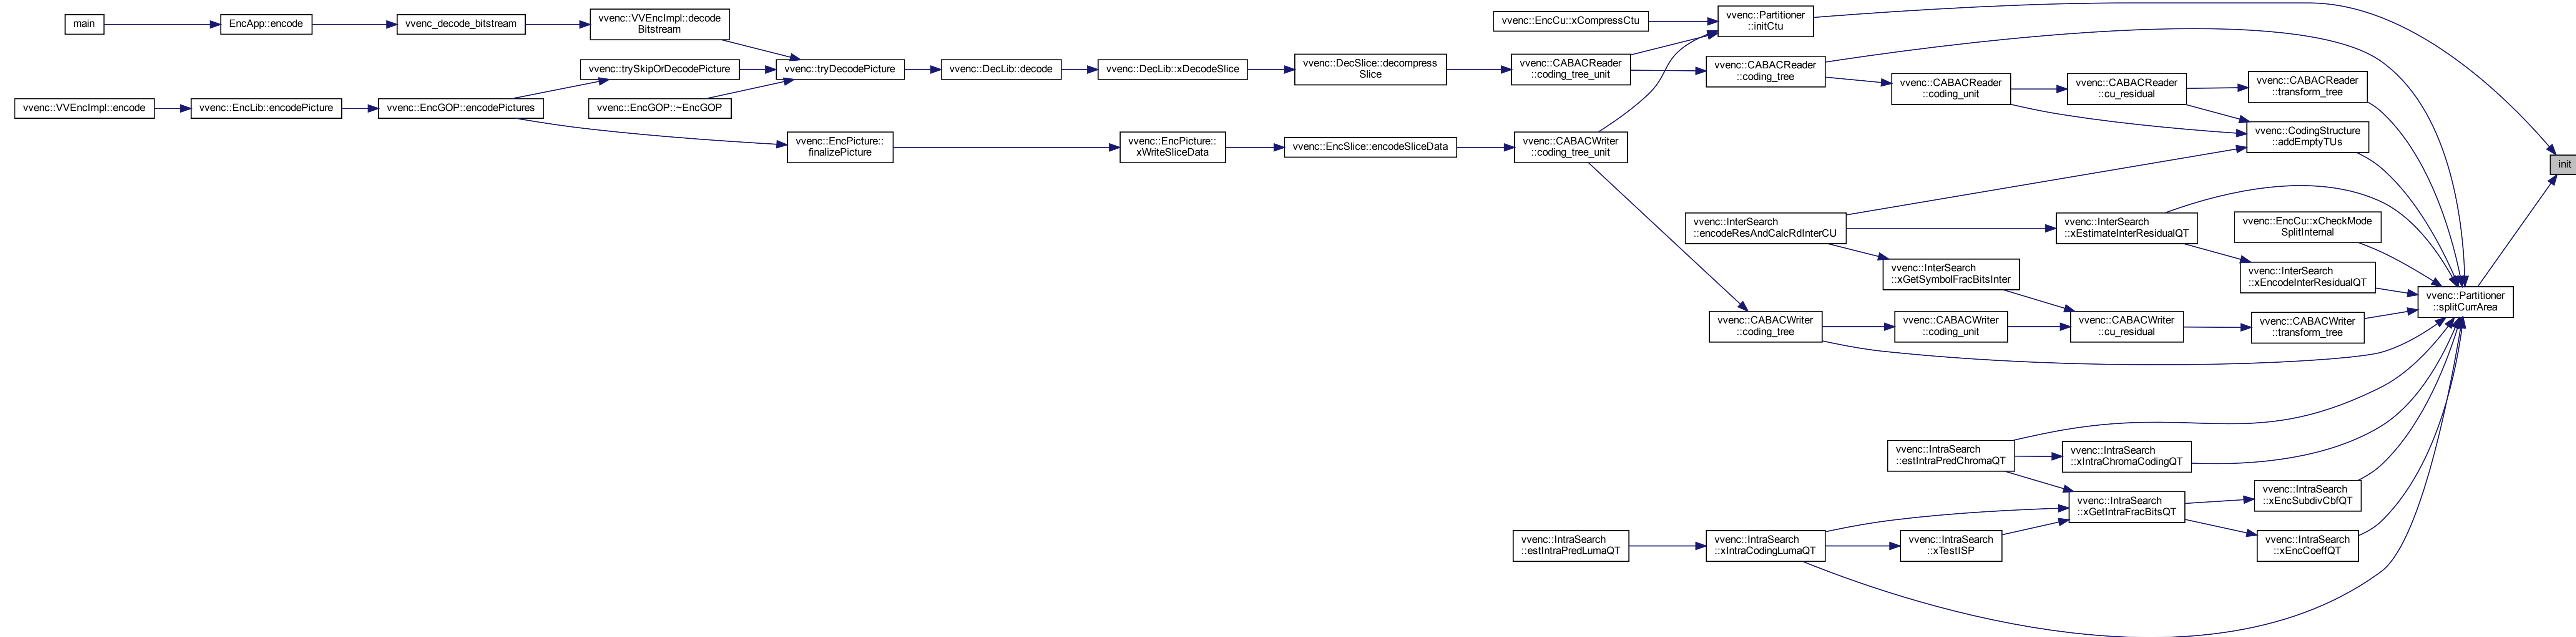 main
EncApp::encode
vvenc_decode_bitstream
vvenc::VVEncImpl::decode
Bitstream
vvenc::trySkipOrDecodePicture
vvenc::tryDecodePicture
vvenc::EncGOP::~EncGOP
vvenc::VVEncImpl::encode
vvenc::EncLib::encodePicture
vvenc::EncGOP::encodePictures
vvenc::DecLib::decode
vvenc::DecLib::xDecodeSlice
vvenc::DecSlice::decompress
Slice
vvenc::EncPicture::
finalizePicture
vvenc::EncPicture::
xWriteSliceData
vvenc::EncSlice::encodeSliceData
vvenc::EncCu::xCompressCtu
vvenc::Partitioner
::initCtu
vvenc::CABACReader
::coding_tree_unit
vvenc::CABACReader
::coding_tree
vvenc::CABACReader
::coding_unit
vvenc::CABACReader
::cu_residual
vvenc::CABACReader
::transform_tree
vvenc::CodingStructure
::addEmptyTUs
vvenc::CABACWriter
::coding_tree_unit
init
vvenc::InterSearch
::encodeResAndCalcRdInterCU
vvenc::InterSearch
::xEstimateInterResidualQT
vvenc::EncCu::xCheckMode
SplitInternal
vvenc::InterSearch
::xGetSymbolFracBitsInter
vvenc::InterSearch
::xEncodeInterResidualQT
vvenc::Partitioner
::splitCurrArea
vvenc::CABACWriter
::coding_tree
vvenc::CABACWriter
::coding_unit
vvenc::CABACWriter
::cu_residual
vvenc::CABACWriter
::transform_tree
vvenc::IntraSearch
::estIntraPredChromaQT
vvenc::IntraSearch
::xIntraChromaCodingQT
vvenc::IntraSearch
::xGetIntraFracBitsQT
vvenc::IntraSearch
::xEncSubdivCbfQT
vvenc::IntraSearch
::estIntraPredLumaQT
vvenc::IntraSearch
::xIntraCodingLumaQT
vvenc::IntraSearch
::xTestISP
vvenc::IntraSearch
::xEncCoeffQT